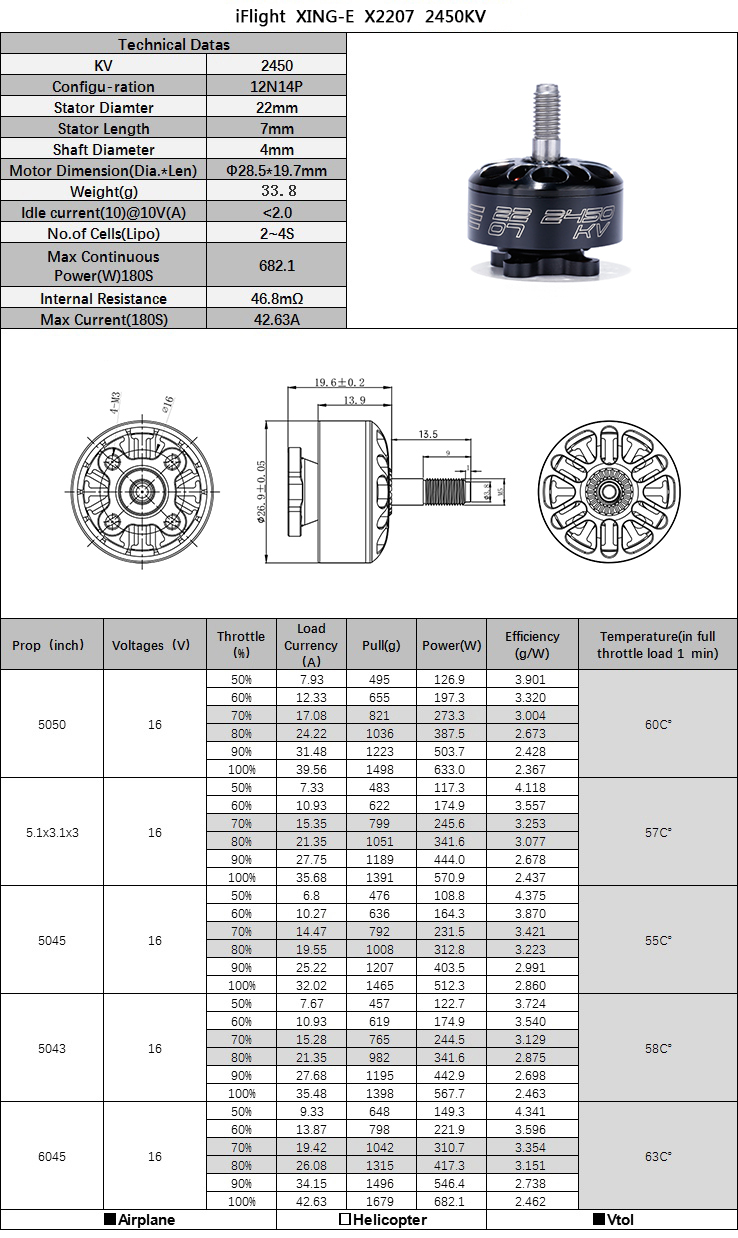 iFlight XING-E X2207 2450KV
Technical Datas
KV 2450
Configu-ration 12N14P
Stator Diamter 22mm
Stator Length 7mm
Shaft Diameter 4mm
Motor Dimension(Dia.*Len) Φ28.5*19.7mm
Weight(g) 33.8
Idle current(10)@10V(A) <2.0
No.of Cells(Lipo) 2~4S
Max Continuous
Power(W)180S 682.1
Internal Resistance 46.8mΩ
Max Current(180S) 42.63A
E 22 2450
07 KV
4-M3
⌀16
19.6±0.2
13.9
Φ26.9±0.05
13.5
9
1
Φ3.8
M5
Prop (inch) Voltages (V) Throttle (%) Load Currency (A) Pull(g) Power(W) Efficiency (g/W) Temperature(in full throttle load 1 min)
5050 16 60C°
50% 7.93 495 126.9 3.901
60% 12.33 655 197.3 3.320
70% 17.08 821 273.3 3.004
80% 24.22 1036 387.5 2.673
90% 31.48 1223 503.7 2.428
100% 39.56 1498 633.0 2.367
5.1x3.1x3 16 57C°
50% 7.33 483 117.3 4.118
60% 10.93 622 174.9 3.557
70% 15.35 799 245.6 3.253
80% 21.35 1051 341.6 3.077
90% 27.75 1189 444.0 2.678
100% 35.68 1391 570.9 2.437
5045 16 55C°
50% 6.8 476 108.8 4.375
60% 10.27 636 164.3 3.870
70% 14.47 792 231.5 3.421
80% 19.55 1008 312.8 3.223
90% 25.22 1207 403.5 2.991
100% 32.02 1465 512.3 2.860
5043 16 58C°
50% 7.67 457 122.7 3.724
60% 10.93 619 174.9 3.540
70% 15.28 765 244.5 3.129
80% 21.35 982 341.6 2.875
90% 27.68 1195 442.9 2.698
100% 35.48 1398 567.7 2.463
6045 16 63C°
50% 9.33 648 149.3 4.341
60% 13.87 798 221.9 3.596
70% 19.42 1042 310.7 3.354
80% 26.08 1315 417.3 3.151
90% 34.15 1496 546.4 2.738
100% 42.63 1679 682.1 2.462
■Airplane □Helicopter ■Vtol